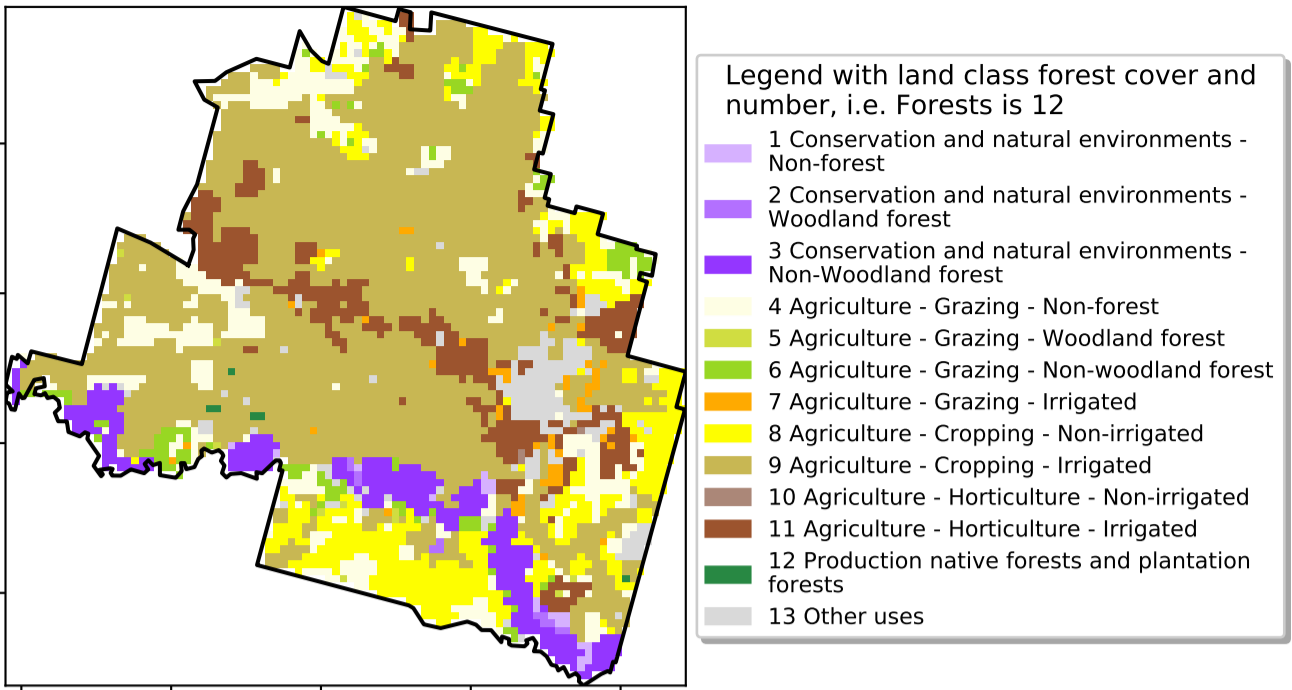 Legend with land class forest cover and
number, i.e. Forests is 12
1 Conservation and natural environments -
Non-forest
2 Conservation and natural environments -
Woodland forest
3 Conservation and natural environments -
Non-Woodland forest
4 Agriculture - Grazing - Non-forest
5 Agriculture - Grazing - Woodland forest
6 Agriculture - Grazing - Non-woodland forest
7 Agriculture - Grazing - Irrigated
8 Agriculture - Cropping - Non-irrigated
9 Agriculture - Cropping - Irrigated
10 Agriculture - Horticulture - Non-irrigated
11 Agriculture - Horticulture - Irrigated
12 Production native forests and plantation
forests
13 Other uses